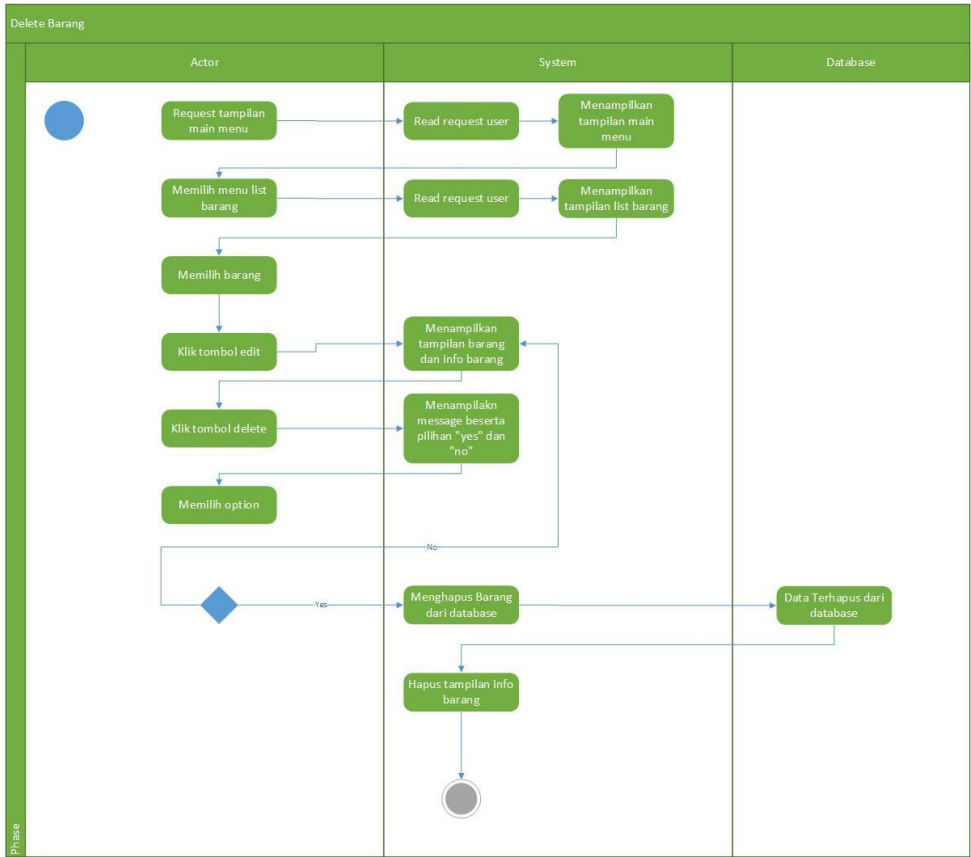 Delete Barang
Actor
System
Database
Request tampilan
main menu
Read request user
Menampilkan
tampilan main
menu
Memilih menu list
barang
Read request user
Menampilkan
tampilan list barang
Memilih barang
Klik tombol edit
Menampilkan
tampilan barang
dan info barang
Klik tombol delete
Menampilakn
message beserta
pilihan "yes" dan
"no"
Memilih option
No
Yes
Menghapus Barang
dari database
Data Terhapus dari
database
Hapus tampilan info
barang
Phase